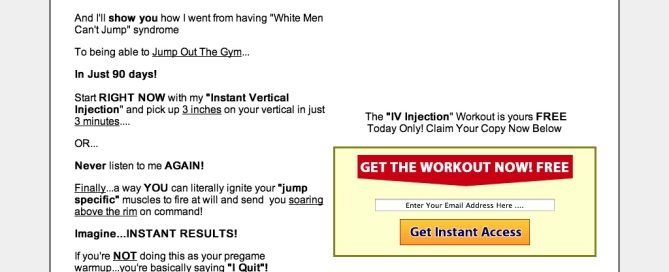 And I'll show you how I went from having "White Men
Can't Jump" syndrome
To being able to Jump Out The Gym...
In Just 90 days!
Start RIGHT NOW with my "Instant Vertical
Injection" and pick up 3 inches on your vertical in just
3 minutes....
OR...
Never listen to me AGAIN!
Finally...a way YOU can literally ignite your "jump
specific" muscles to fire at will and send you soaring
above the rim on command!
Imagine...INSTANT RESULTS!
If you're NOT doing this as your pregame
warmup...you're basically saying "I Quit"!
The "IV Injection" Workout is yours FREE
Today Only! Claim Your Copy Now Below
GET THE WORKOUT NOW! FREE
Enter Your Email Address Here ....
Get Instant Access